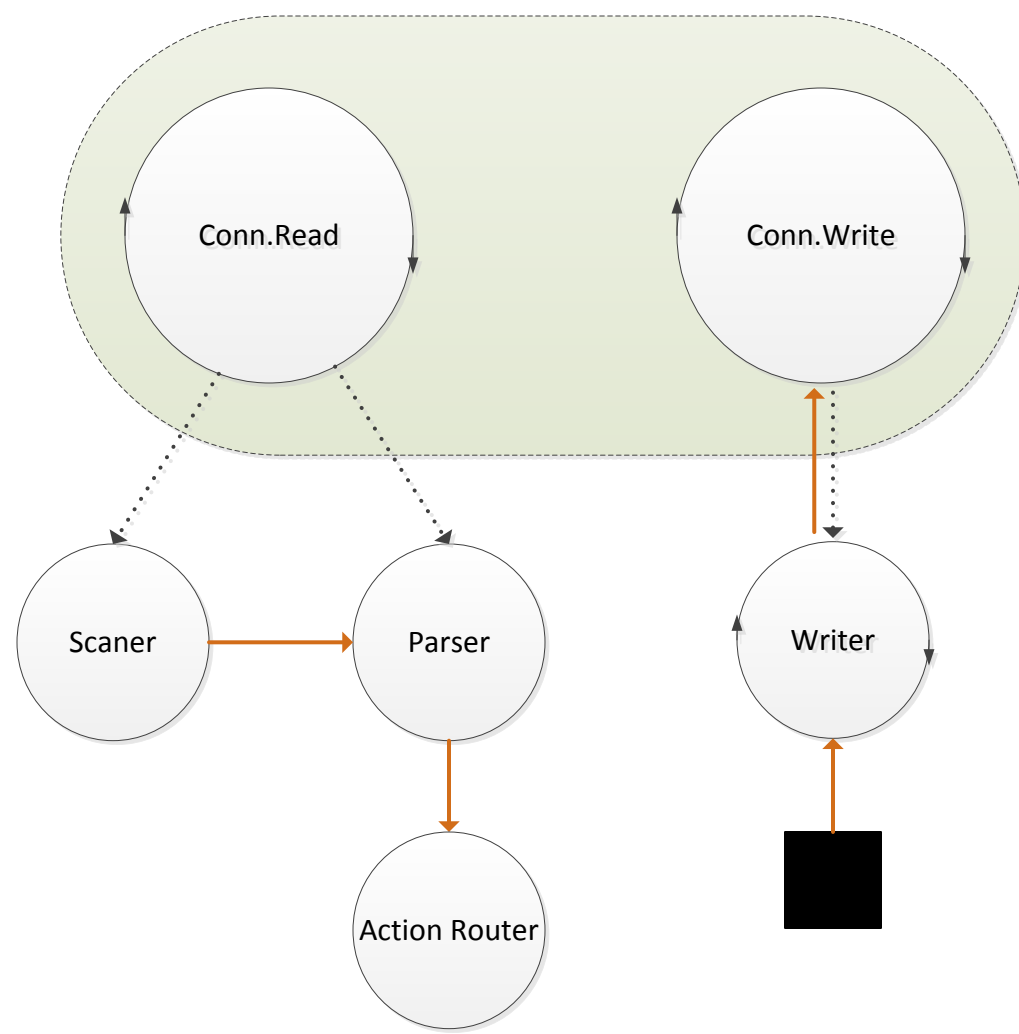 Conn.Read
Conn.Write
Scaner
Parser
Writer
Action Router